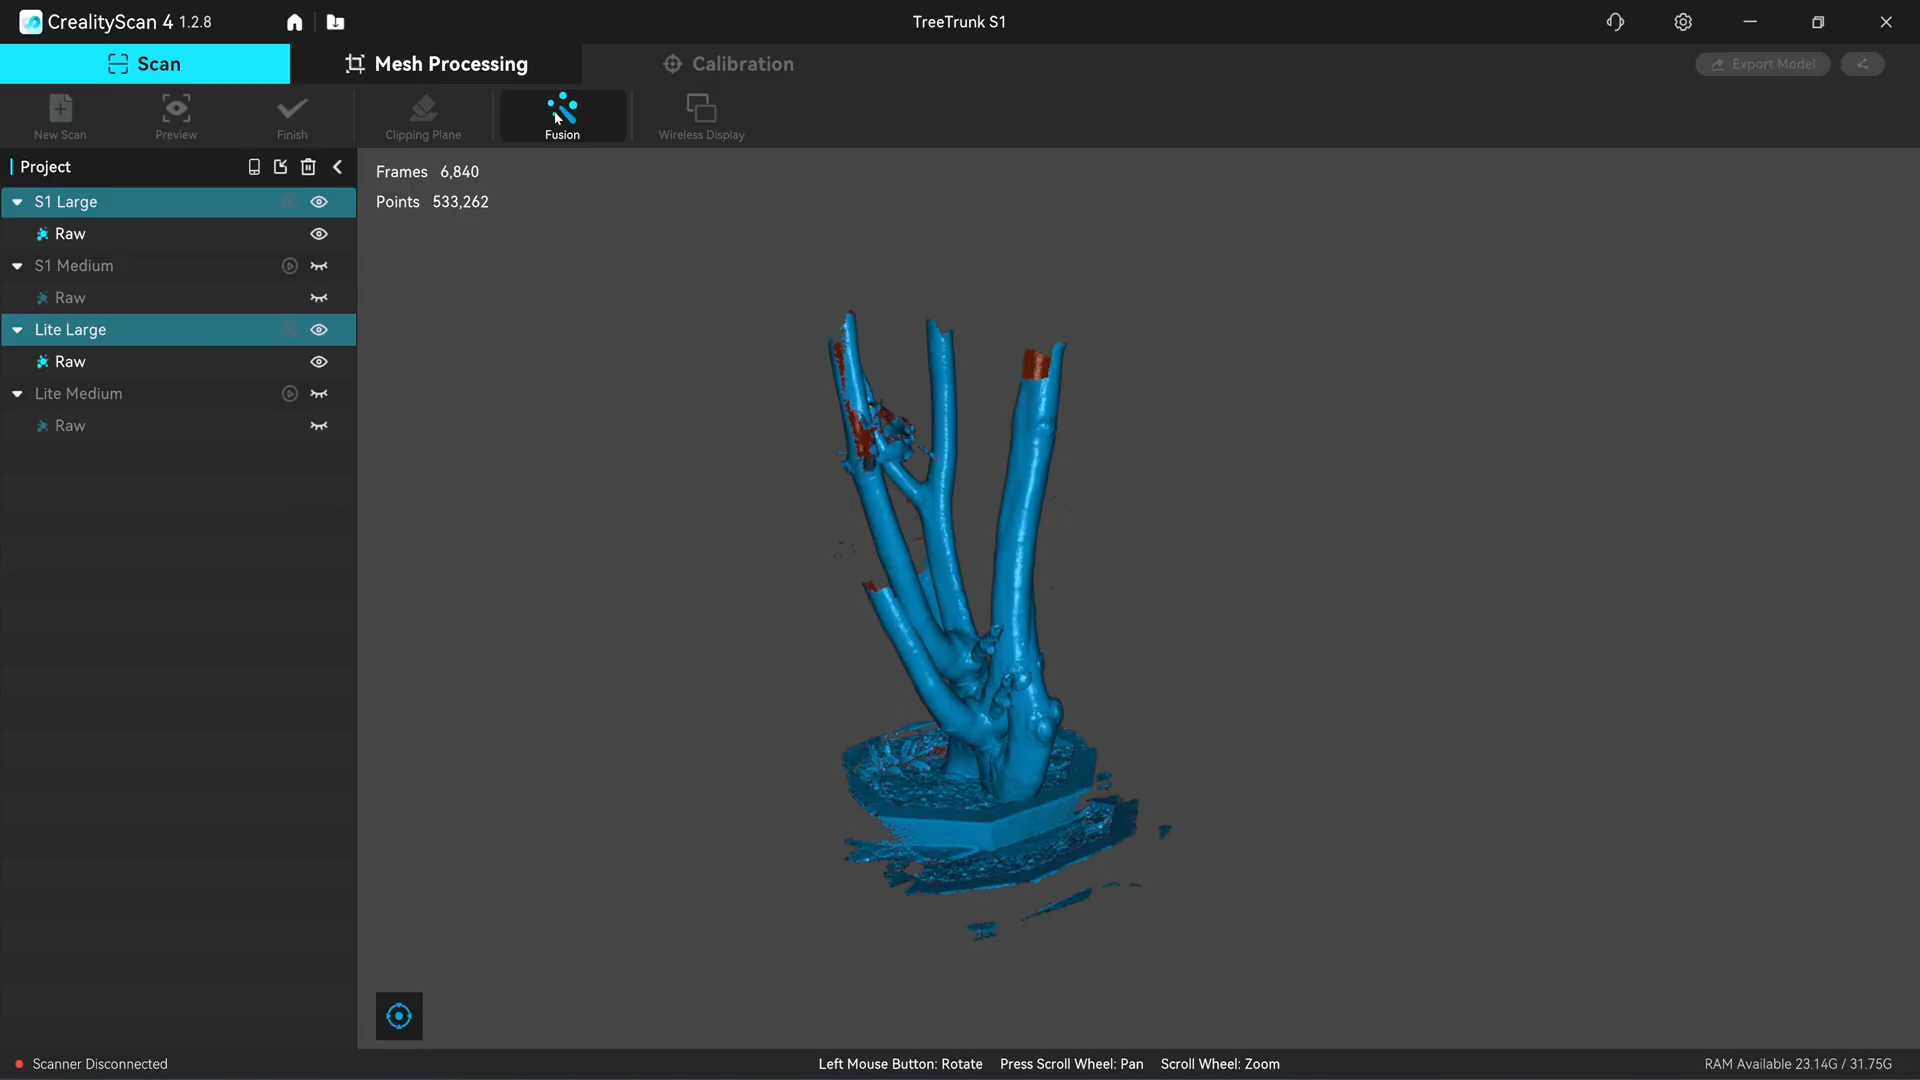 CrealityScan 4 1.2.8
TreeTrunk S1
Scan
Mesh Processing
Calibration
Export Model
New Scan
Preview
Finish
Clipping Plane
Fusion
Wireless Display
Project
Frames 6,840
Points 533,262
S1 Large
Raw
S1 Medium
Raw
Lite Large
Raw
Lite Medium
Raw
Scanner Disconnected
Left Mouse Button: Rotate Press Scroll Wheel: Pan Scroll Wheel: Zoom
RAM Available 23.14G / 31.75G